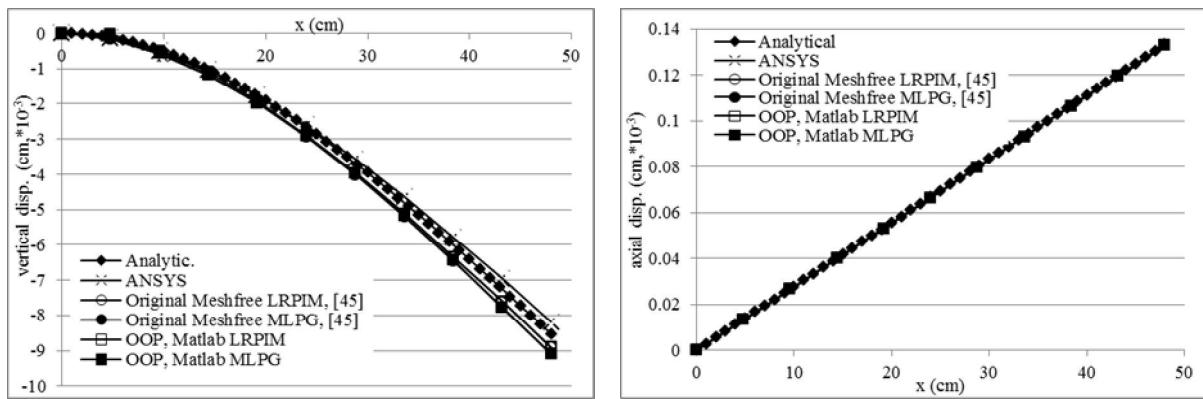 x (cm)
0
0
10
20
30
40
50
-1
-2
-3
-4
-5
-6
-7
-8
-9
-10
vertical disp. (cm,*10⁻³)
Analytic.
ANSYS
Original Meshfree LRPIM, [45]
Original Meshfree MLPG, [45]
OOP, Matlab LRPIM
OOP, Matlab MLPG
0.14
0.12
0.1
0.08
0.06
0.04
0.02
0
axial disp. (cm,*10⁻³)
Analytical
ANSYS
Original Meshfree LRPIM, [45]
Original Meshfree MLPG, [45]
OOP, Matlab LRPIM
OOP, Matlab MLPG
0
10
20
30
40
50
x (cm)